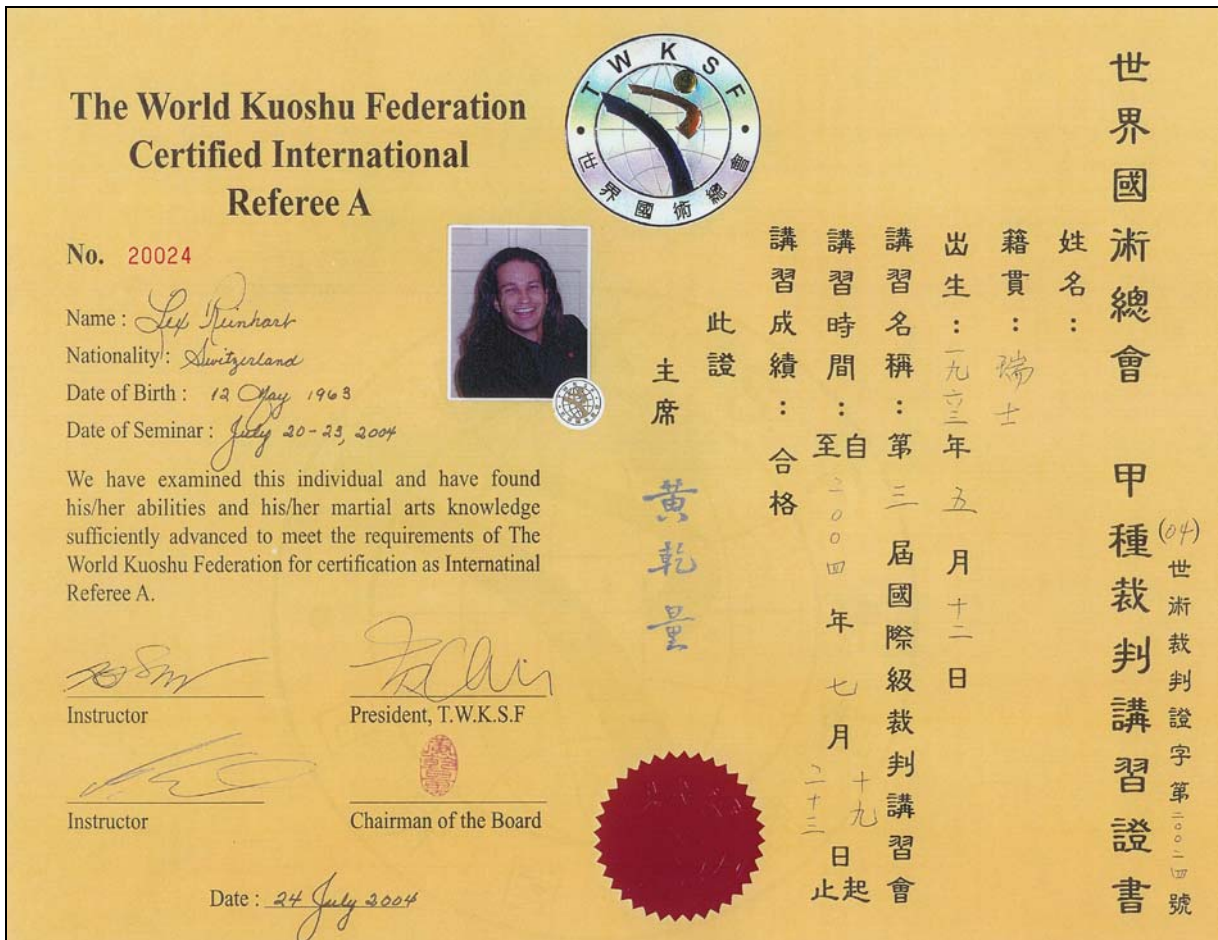 The World Kuoshu Federation
Certified International
Referee A
No. 20024
Name : Lex Reinhart
Nationality : Switzerland
Date of Birth : 12 May 1963
Date of Seminar : July 20-23, 2004
We have examined this individual and have found
his/her abilities and his/her martial arts knowledge
sufficiently advanced to meet the requirements of The
World Kuoshu Federation for certification as Internatinal
Referee A.
Instructor
President, T.W.K.S.F
Instructor
Chairman of the Board
Date : 24 July 2004
TWKSF
世界國術總會
世界國術總會 甲種裁判講習證書
(04)世術裁判證字第二〇〇二四號
姓名：
籍貫：瑞士
出生：一九六三年五月十二日
講習名稱：第三屆國際級裁判講習會
講習時間：自二〇〇四年七月十九日起
至二十三止
講習成績：合格
此證
主席 黃乾量